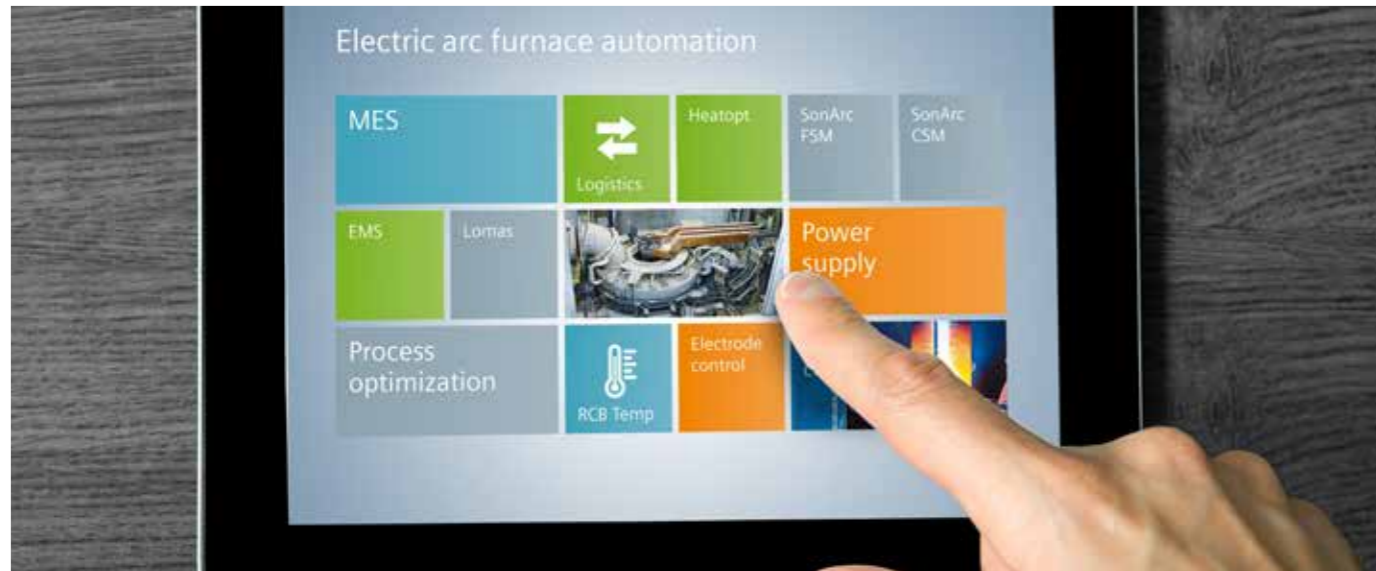 Electric arc furnace automation
MES
Logistics
Heatopt
SonArc
FSM
SonArc
CSM
EMS
Lomas
Power
supply
Process
optimization
RCB Temp
Electrode
control